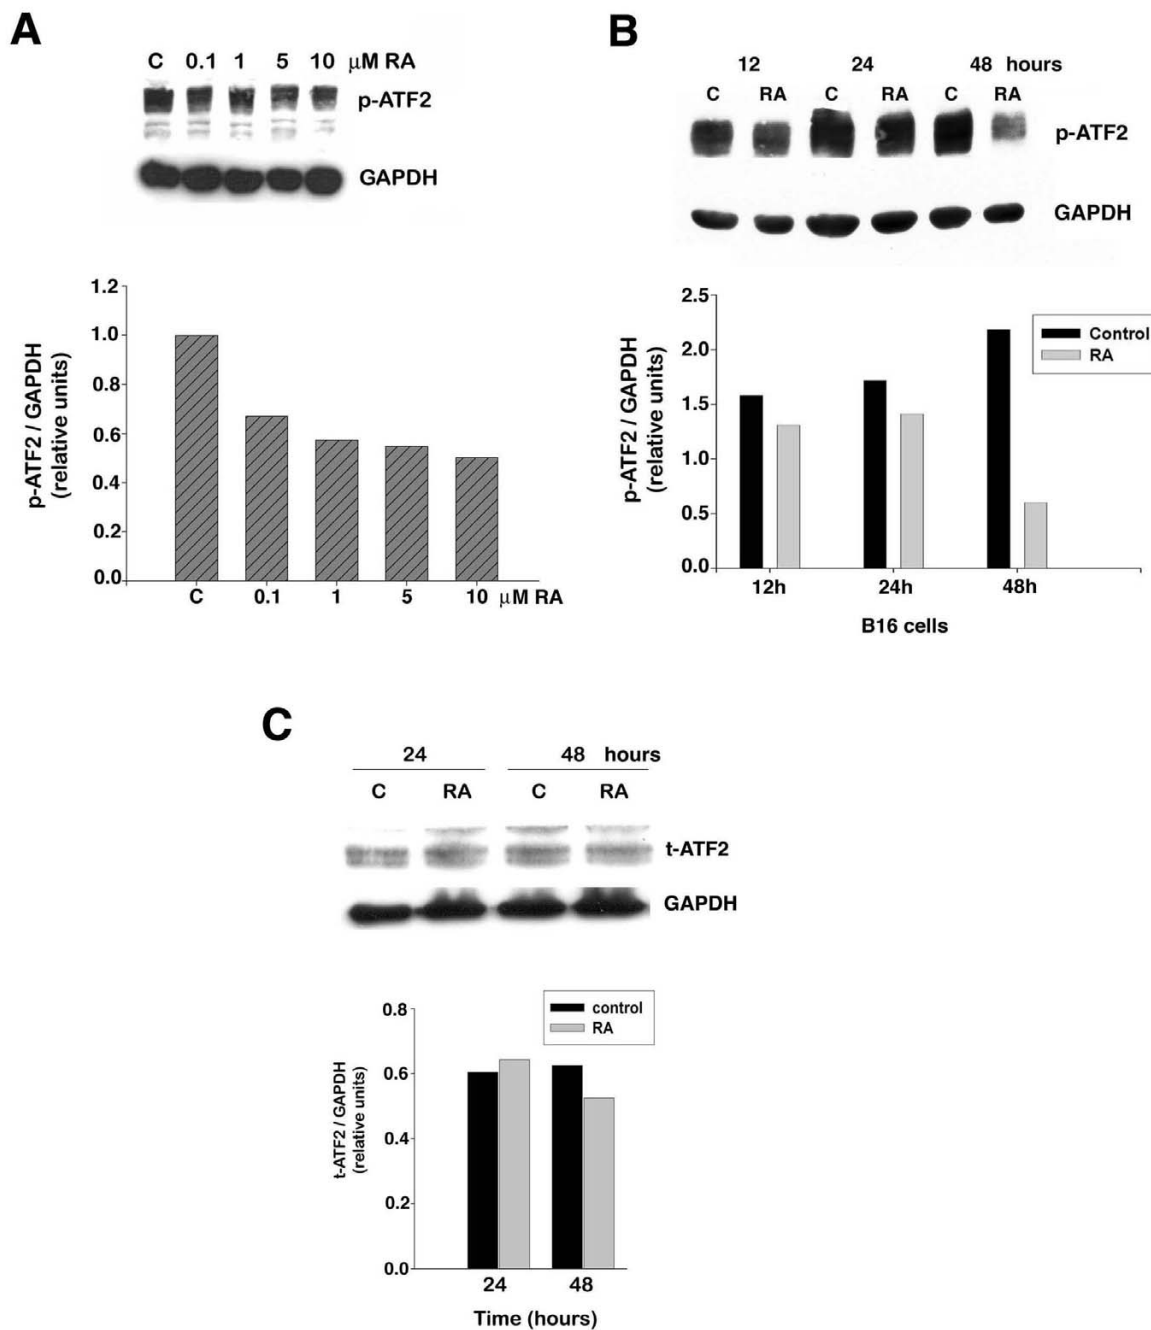 A
C 0.1 1 5 10 μM RA
p-ATF2
GAPDH
1.2
1.0
0.8
0.6
0.4
0.2
0.0
p-ATF2 / GAPDH
(relative units)
C 0.1 1 5 10 μM RA
B
12 24 48 hours
C RA C RA C RA
p-ATF2
GAPDH
2.5
2.0
1.5
1.0
0.5
0.0
p-ATF2 / GAPDH
(relative units)
Control
RA
12h 24h 48h
B16 cells
C
24 48 hours
C RA C RA
t-ATF2
GAPDH
0.8
0.6
0.4
0.2
0.0
t-ATF2 / GAPDH
(relative units)
control
RA
24 48
Time (hours)